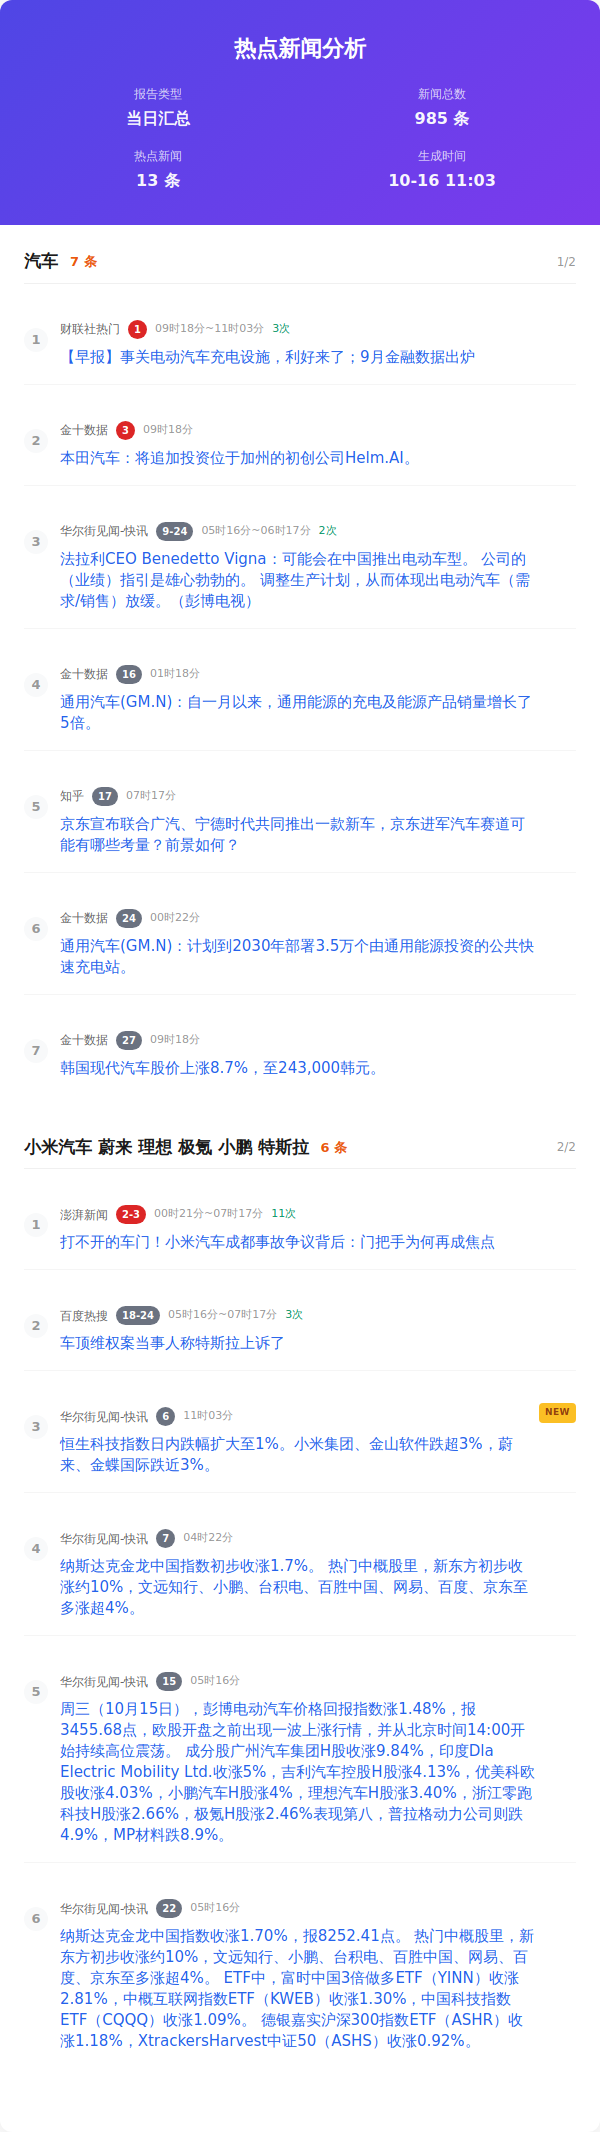 热点新闻分析
报告类型
新闻总数
当日汇总
985 条
热点新闻
生成时间
13 条
10-16 11:03
汽车 7 条 1/2
1
财联社热门 1 09时18分~11时03分 3次
【早报】事关电动汽车充电设施，利好来了；9月金融数据出炉
2
金十数据 3 09时18分
本田汽车：将追加投资位于加州的初创公司Helm.AI。
3
华尔街见闻-快讯 9-24 05时16分~06时17分 2次
法拉利CEO Benedetto Vigna：可能会在中国推出电动车型。 公司的
（业绩）指引是雄心勃勃的。 调整生产计划，从而体现出电动汽车（需
求/销售）放缓。（彭博电视）
4
金十数据 16 01时18分
通用汽车(GM.N)：自一月以来，通用能源的充电及能源产品销量增长了
5倍。
5
知乎 17 07时17分
京东宣布联合广汽、宁德时代共同推出一款新车，京东进军汽车赛道可
能有哪些考量？前景如何？
6
金十数据 24 00时22分
通用汽车(GM.N)：计划到2030年部署3.5万个由通用能源投资的公共快
速充电站。
7
金十数据 27 09时18分
韩国现代汽车股价上涨8.7%，至243,000韩元。
小米汽车 蔚来 理想 极氪 小鹏 特斯拉 6 条 2/2
1
澎湃新闻 2-3 00时21分~07时17分 11次
打不开的车门！小米汽车成都事故争议背后：门把手为何再成焦点
2
百度热搜 18-24 05时16分~07时17分 3次
车顶维权案当事人称特斯拉上诉了
3
华尔街见闻-快讯 6 11时03分 NEW
恒生科技指数日内跌幅扩大至1%。小米集团、金山软件跌超3%，蔚
来、金蝶国际跌近3%。
4
华尔街见闻-快讯 7 04时22分
纳斯达克金龙中国指数初步收涨1.7%。 热门中概股里，新东方初步收
涨约10%，文远知行、小鹏、台积电、百胜中国、网易、百度、京东至
多涨超4%。
5
华尔街见闻-快讯 15 05时16分
周三（10月15日），彭博电动汽车价格回报指数涨1.48%，报
3455.68点，欧股开盘之前出现一波上涨行情，并从北京时间14:00开
始持续高位震荡。 成分股广州汽车集团H股收涨9.84%，印度Dla
Electric Mobility Ltd.收涨5%，吉利汽车控股H股涨4.13%，优美科欧
股收涨4.03%，小鹏汽车H股涨4%，理想汽车H股涨3.40%，浙江零跑
科技H股涨2.66%，极氪H股涨2.46%表现第八，普拉格动力公司则跌
4.9%，MP材料跌8.9%。
6
华尔街见闻-快讯 22 05时16分
纳斯达克金龙中国指数收涨1.70%，报8252.41点。 热门中概股里，新
东方初步收涨约10%，文远知行、小鹏、台积电、百胜中国、网易、百
度、京东至多涨超4%。 ETF中，富时中国3倍做多ETF（YINN）收涨
2.81%，中概互联网指数ETF（KWEB）收涨1.30%，中国科技指数
ETF（CQQQ）收涨1.09%。 德银嘉实沪深300指数ETF（ASHR）收
涨1.18%，XtrackersHarvest中证50（ASHS）收涨0.92%。